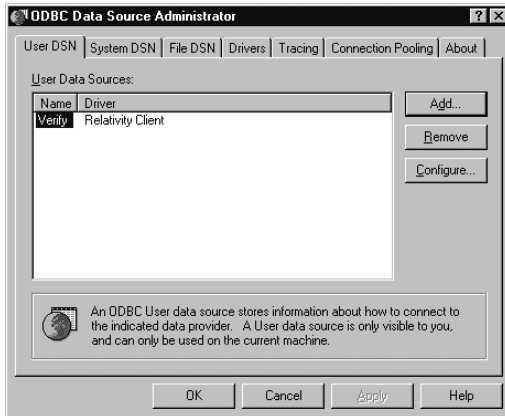 ODBC Data Source Administrator
User DSN System DSN File DSN Drivers Tracing Connection Pooling About
User Data Sources:
Name Driver
Verify Relativity Client
Add...
Remove
Configure...
An ODBC User data source stores information about how to connect to
the indicated data provider. A User data source is only visible to you,
and can only be used on the current machine.
OK Cancel Apply Help